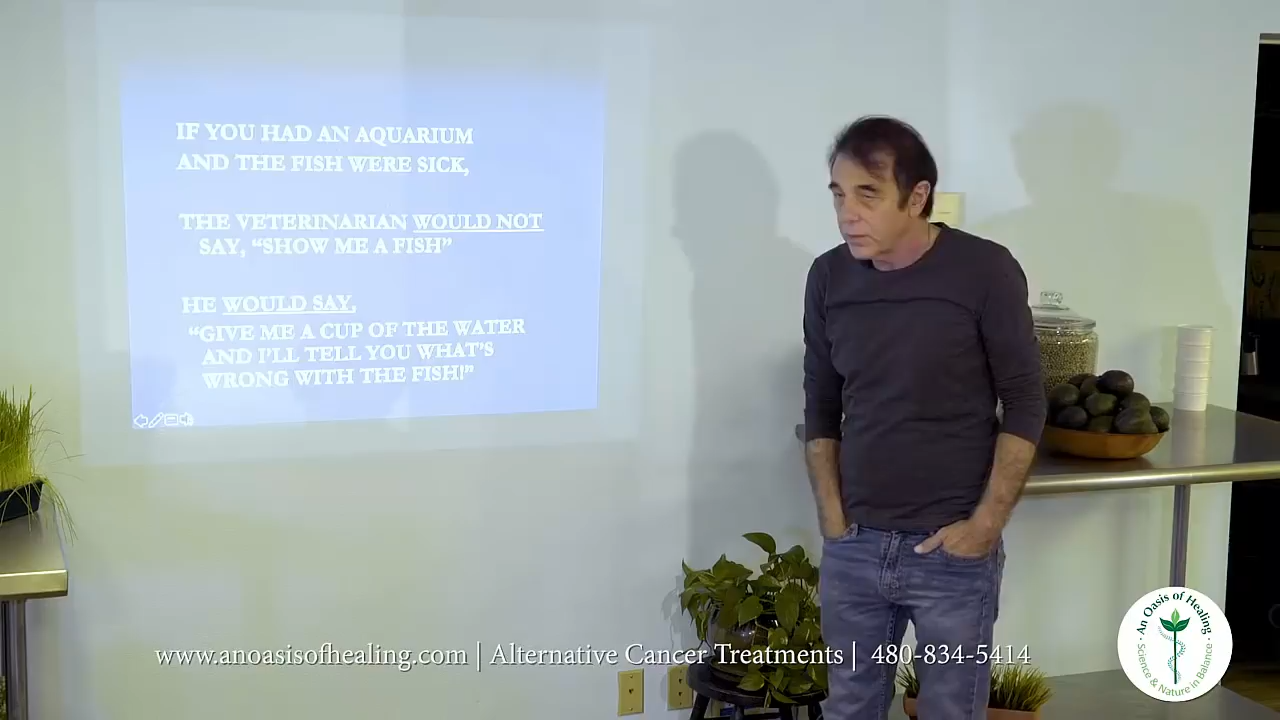 IF YOU HAD AN AQUARIUM
AND THE FISH WERE SICK,
THE VETERINARIAN WOULD NOT
SAY, “SHOW ME A FISH”
HE WOULD SAY,
“GIVE ME A CUP OF THE WATER
AND I’LL TELL YOU WHAT’S
WRONG WITH THE FISH!”
www.anoasisofhealing.com | Alternative Cancer Treatments | 480-834-5414
An Oasis of Healing
Science & Nature in Balance